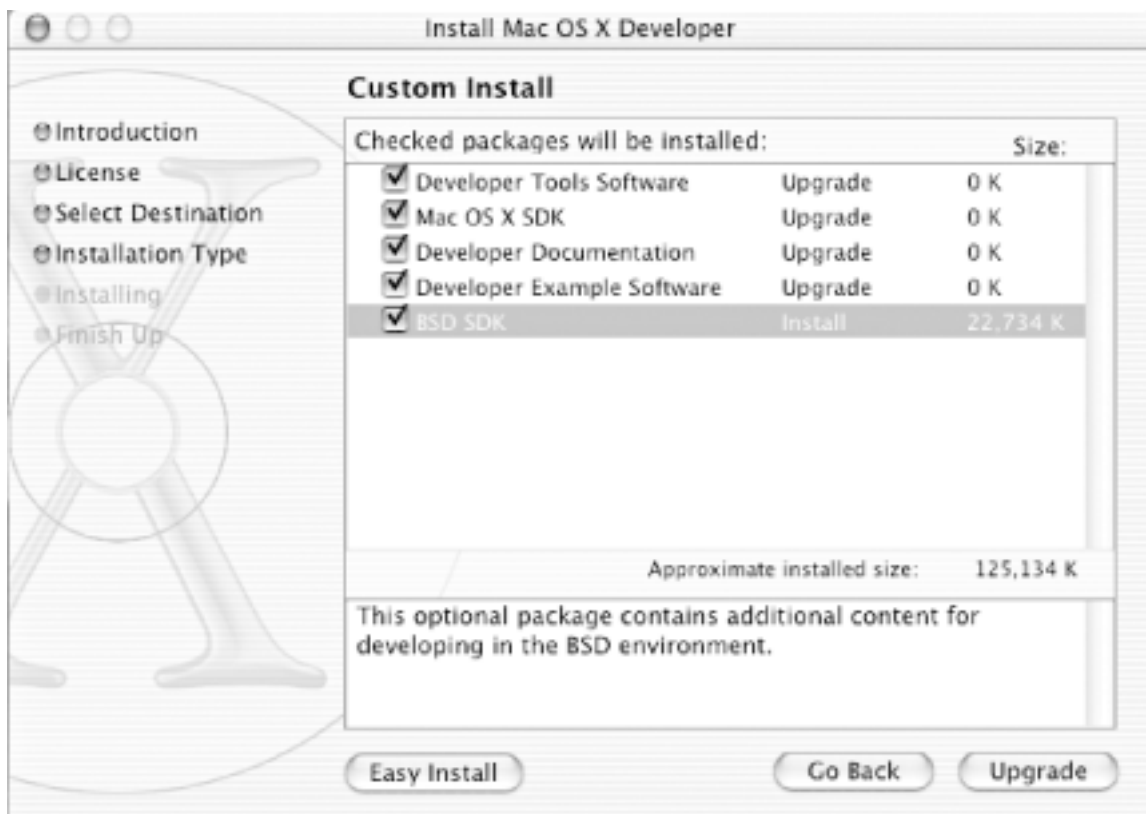 Install Mac OS X Developer
Custom Install
Introduction
License
Select Destination
Installation Type
Installing
Finish Up
Checked packages will be installed: Size:
Developer Tools Software Upgrade 0 K
Mac OS X SDK Upgrade 0 K
Developer Documentation Upgrade 0 K
Developer Example Software Upgrade 0 K
BSD SDK Install 22,734 K
Approximate installed size: 125,134 K
This optional package contains additional content for
developing in the BSD environment.
Easy Install Go Back Upgrade